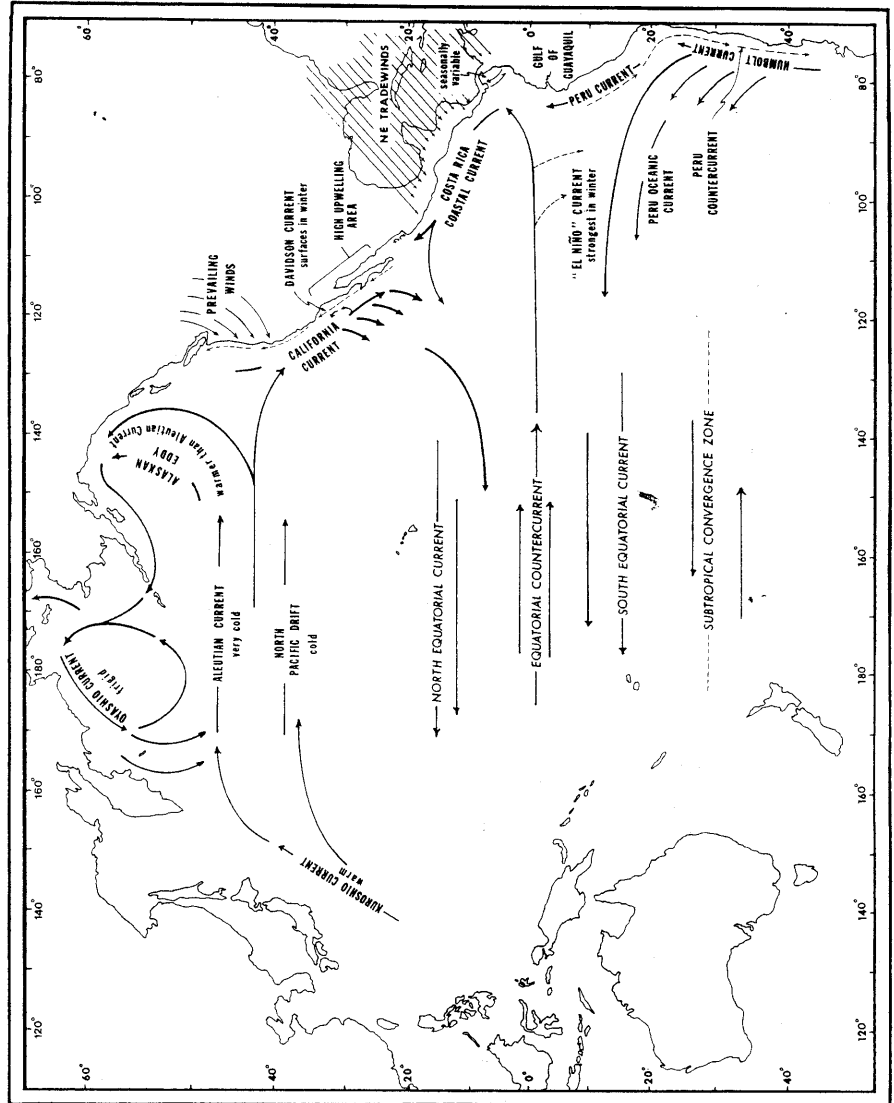 120°
140°
160°
180°
160°
140°
120°
100°
80°
60°
60°
40°
40°
20°
20°
0°
0°
20°
20°
40°
40°
OYASHIO CURRENT
frigid
ALASKAN
EDDY
warmer than Aleutian Current
ALEUTIAN CURRENT
very cold
NORTH
PACIFIC DRIFT
cold
KUROSHIO CURRENT
warm
PREVAILING
WINDS
CALIFORNIA
CURRENT
DAVIDSON CURRENT
surfaces in winter
HIGH UPWELLING
AREA
NE TRADEWINDS
seasonally
variable
COSTA RICA
COASTAL CURRENT
NORTH EQUATORIAL CURRENT
EQUATORIAL COUNTERCURRENT
"EL NIÑO" CURRENT
strongest in winter
GULF
OF
GUAYAQUIL
PERU CURRENT
SOUTH EQUATORIAL CURRENT
PERU OCEANIC
CURRENT
PERU
COUNTERCURRENT
HUMBOLT
CURRENT
SUBTROPICAL CONVERGENCE ZONE
120°
140°
160°
180°
160°
140°
120°
100°
80°